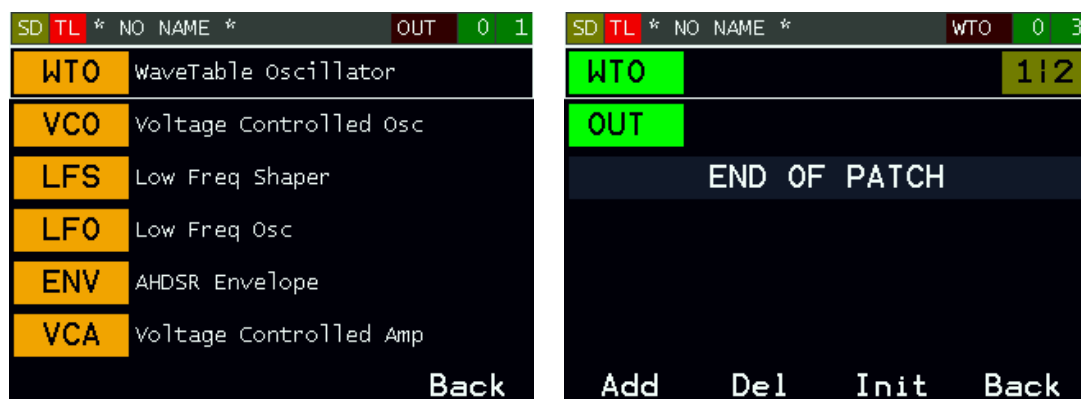 SD TL * NO NAME * OUT 0 1
WTO WaveTable Oscillator
VCO Voltage Controlled Osc
LFS Low Freq Shaper
LFO Low Freq Osc
ENV AHDSR Envelope
VCA Voltage Controlled Amp
Back
SD TL * NO NAME * WTO 0 3
WTO 1|2
OUT
END OF PATCH
Add Del Init Back